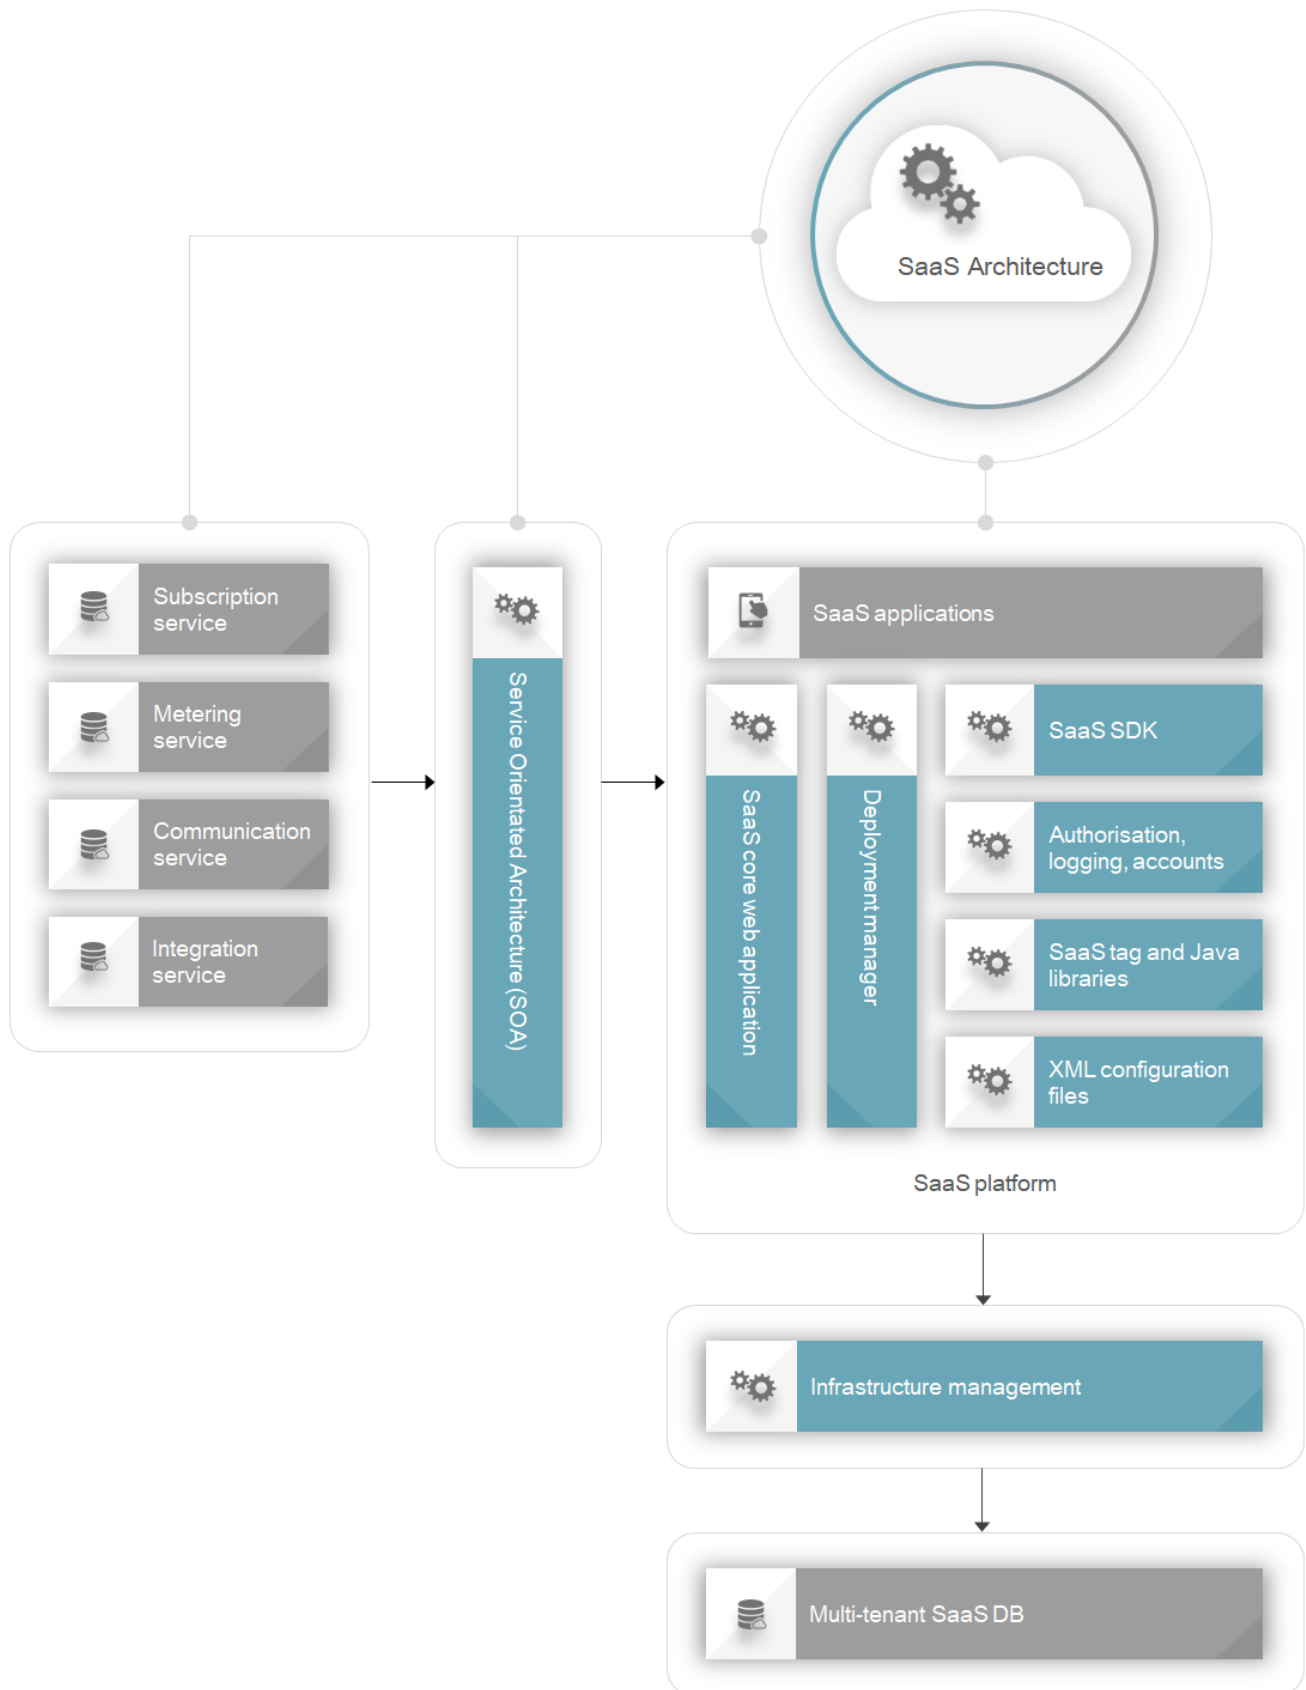 SaaS Architecture
Subscription
service
Metering
service
Communication
service
Integration
service
Service Orientated Architecture (SOA)
SaaS applications
SaaS core web application
Deployment manager
SaaS SDK
Authorisation,
logging, accounts
SaaS tag and Java
libraries
XML configuration
files
SaaS platform
Infrastructure management
Multi-tenant SaaS DB